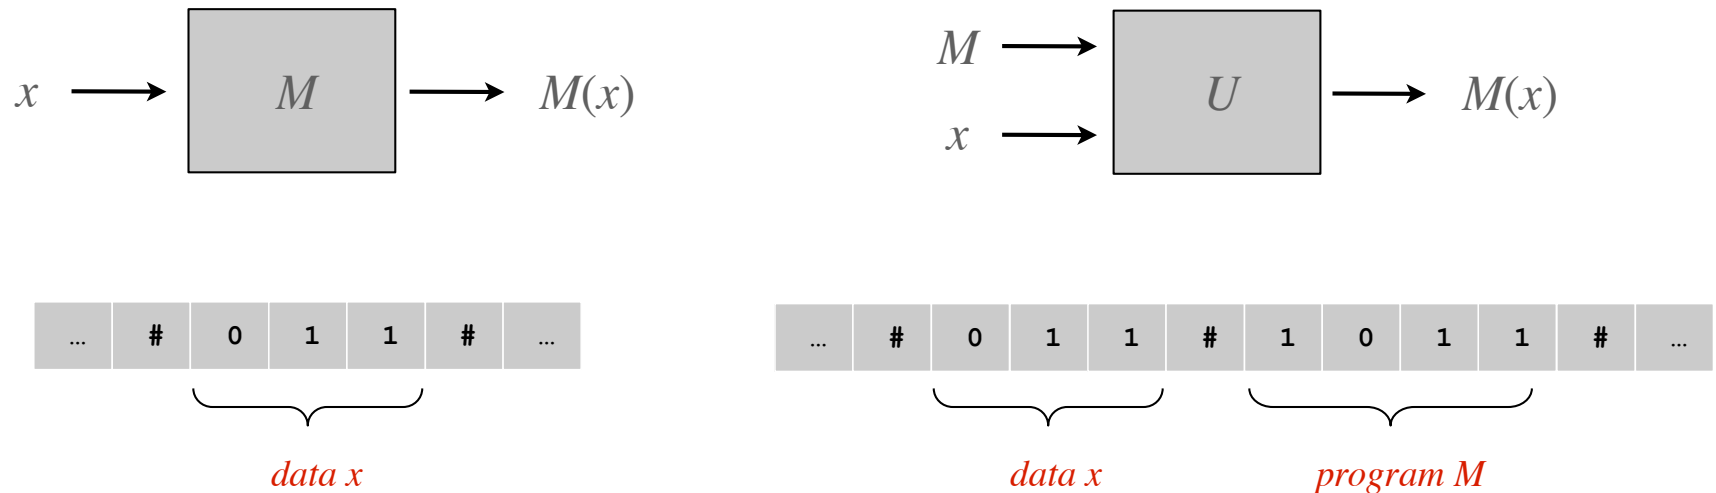 x M M(x)
M
x
U M(x)
... # 0 1 1 # ...
data x
... # 0 1 1 # 1 0 1 1 # ...
data x program M